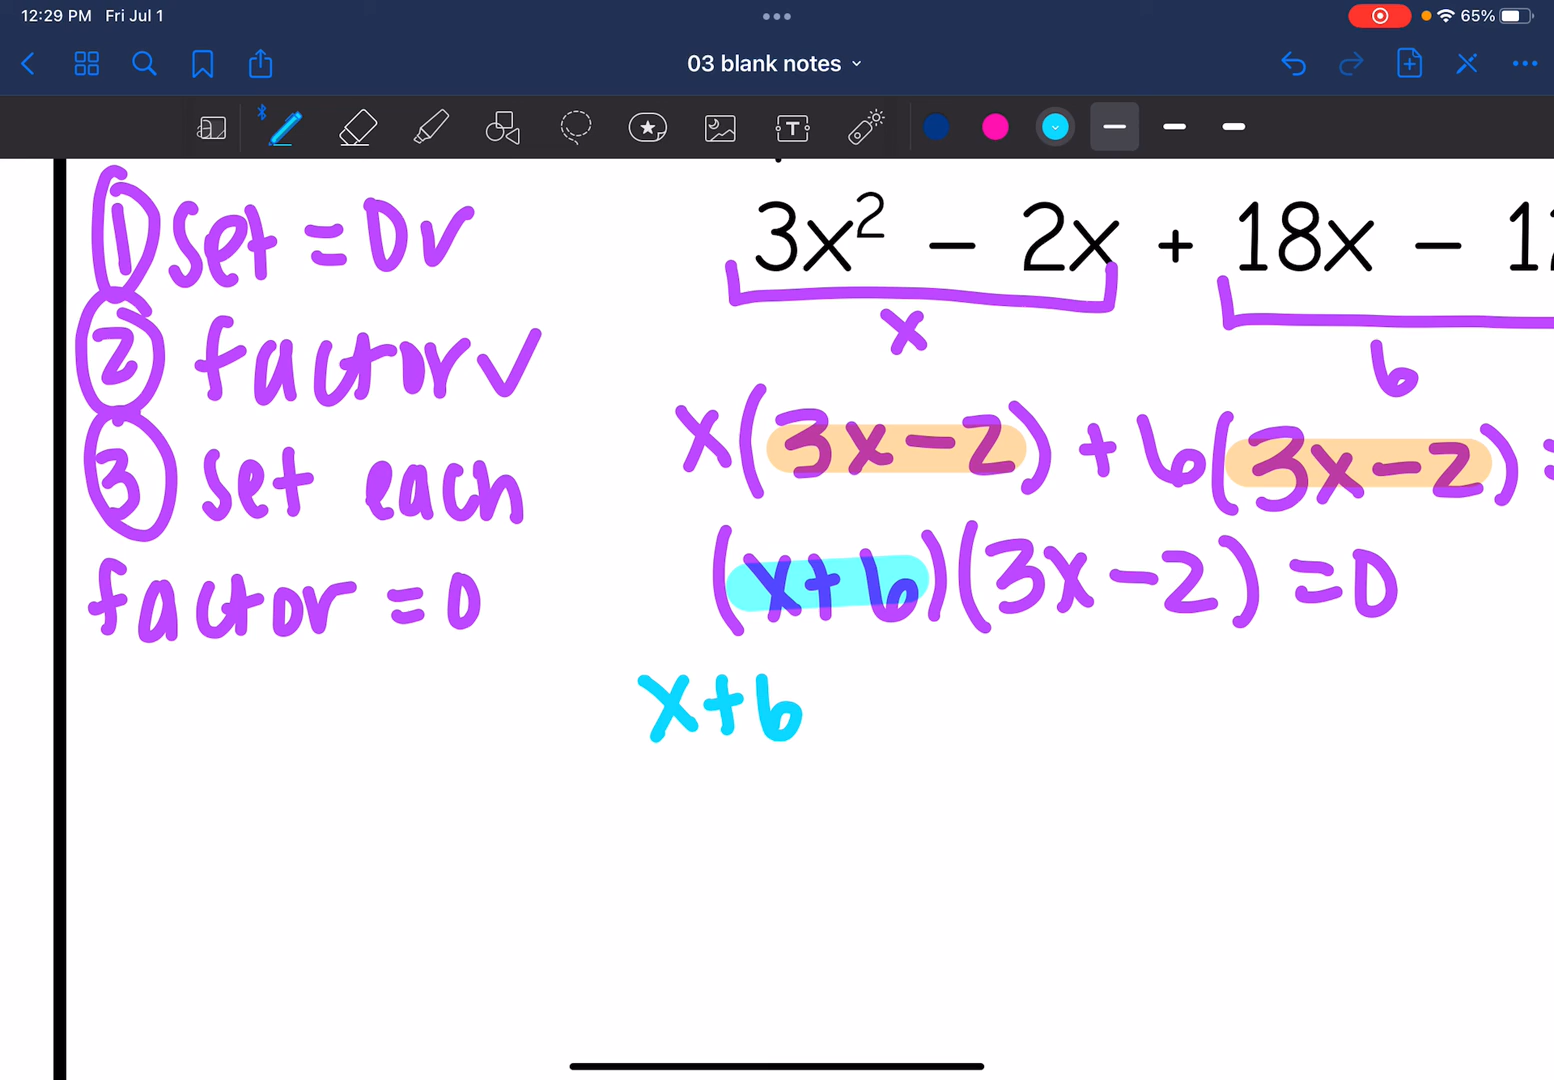 12:29 PM Fri Jul 1
65%
03 blank notes
T
① Set = 0 ✓
② factor ✓
③ set each
factor = 0
3x² − 2x + 18x − 12
x
6
x(3x−2) + 6(3x−2) =
(x+6)(3x−2) = 0
x+6